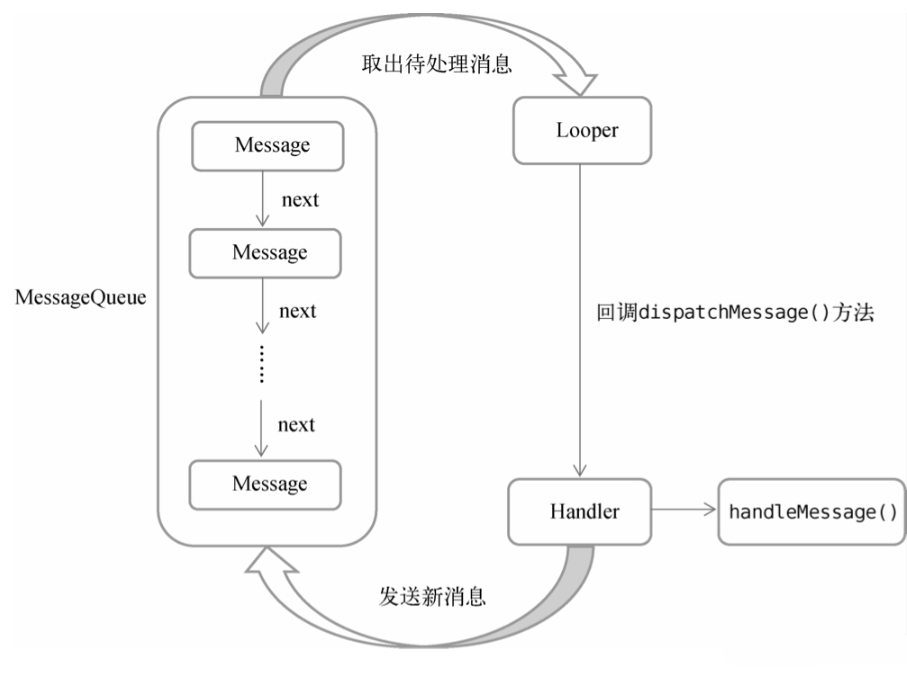 取出待处理消息
Looper
Message
next
Message
MessageQueue
next
回调dispatchMessage()方法
next
Message
Handler
handleMessage()
发送新消息